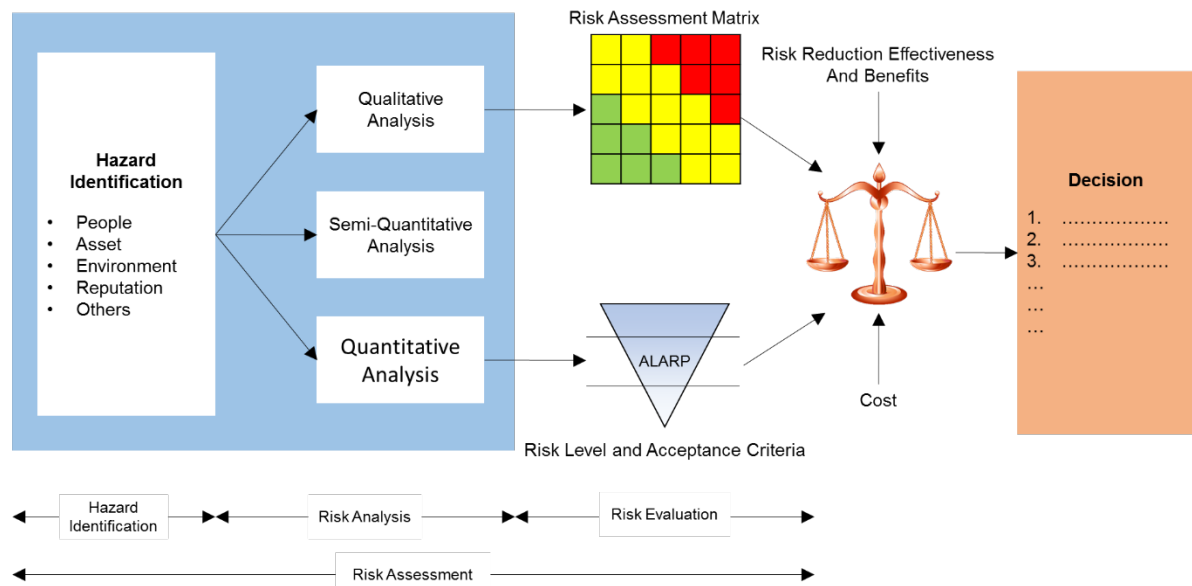 Hazard
Identification
• People
• Asset
• Environment
• Reputation
• Others
Qualitative
Analysis
Semi-Quantitative
Analysis
Quantitative
Analysis
Risk Assessment Matrix
ALARP
Risk Level and Acceptance Criteria
Risk Reduction Effectiveness
And Benefits
Cost
Decision
1. ..................
2. ..................
3. ..................
...
...
...
Hazard
Identification
Risk Analysis
Risk Evaluation
Risk Assessment